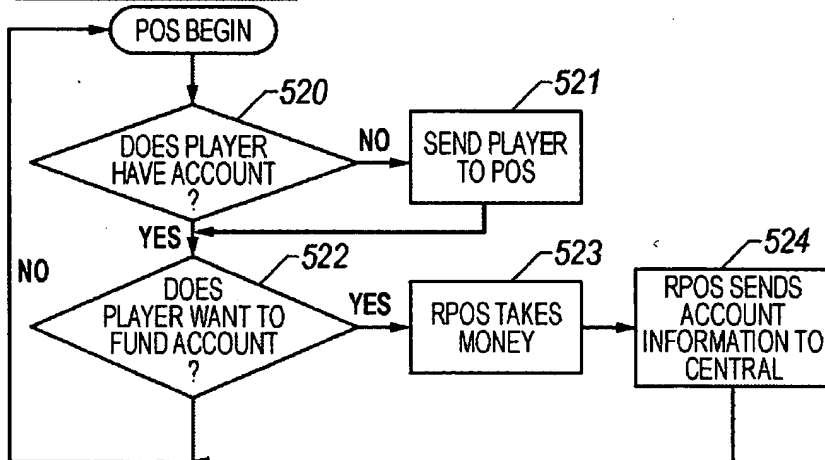 POS BEGIN
520
DOES PLAYER
HAVE ACCOUNT
?
NO
521
SEND PLAYER
TO POS
YES
NO
522
DOES
PLAYER WANT TO
FUND ACCOUNT
?
YES
523
RPOS TAKES
MONEY
524
RPOS SENDS
ACCOUNT
INFORMATION TO
CENTRAL